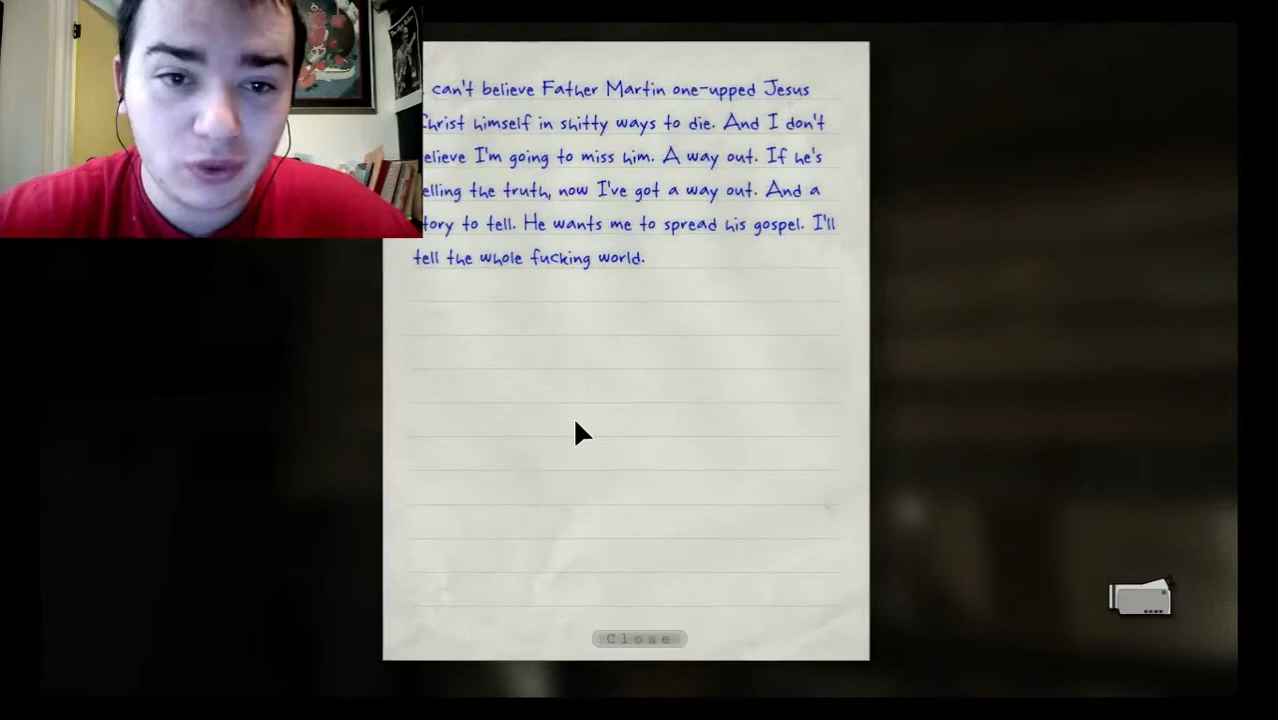 can't believe Father Martin one-upped Jesus
Christ himself in shitty ways to die. And I don't
elieve I'm going to miss him. A way out. If he's
elling the truth, now I've got a way out. And a
tory to tell. He wants me to spread his gospel. I'll
tell the whole fucking world.
Close